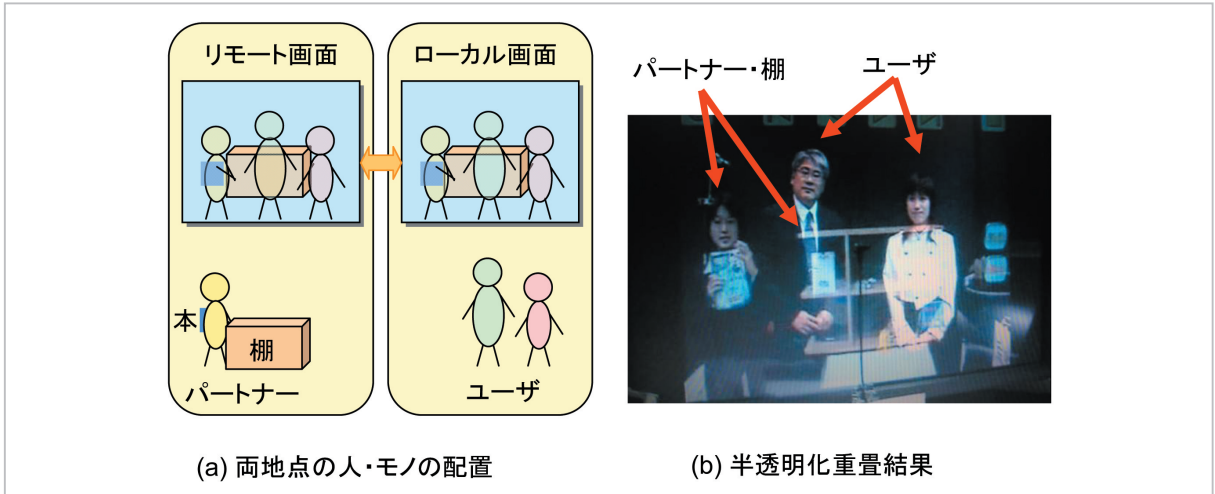 リモート画面
ローカル画面
本
棚
パートナー
ユーザ
(a) 両地点の人・モノの配置
パートナー・棚
ユーザ
(b) 半透明化重畳結果